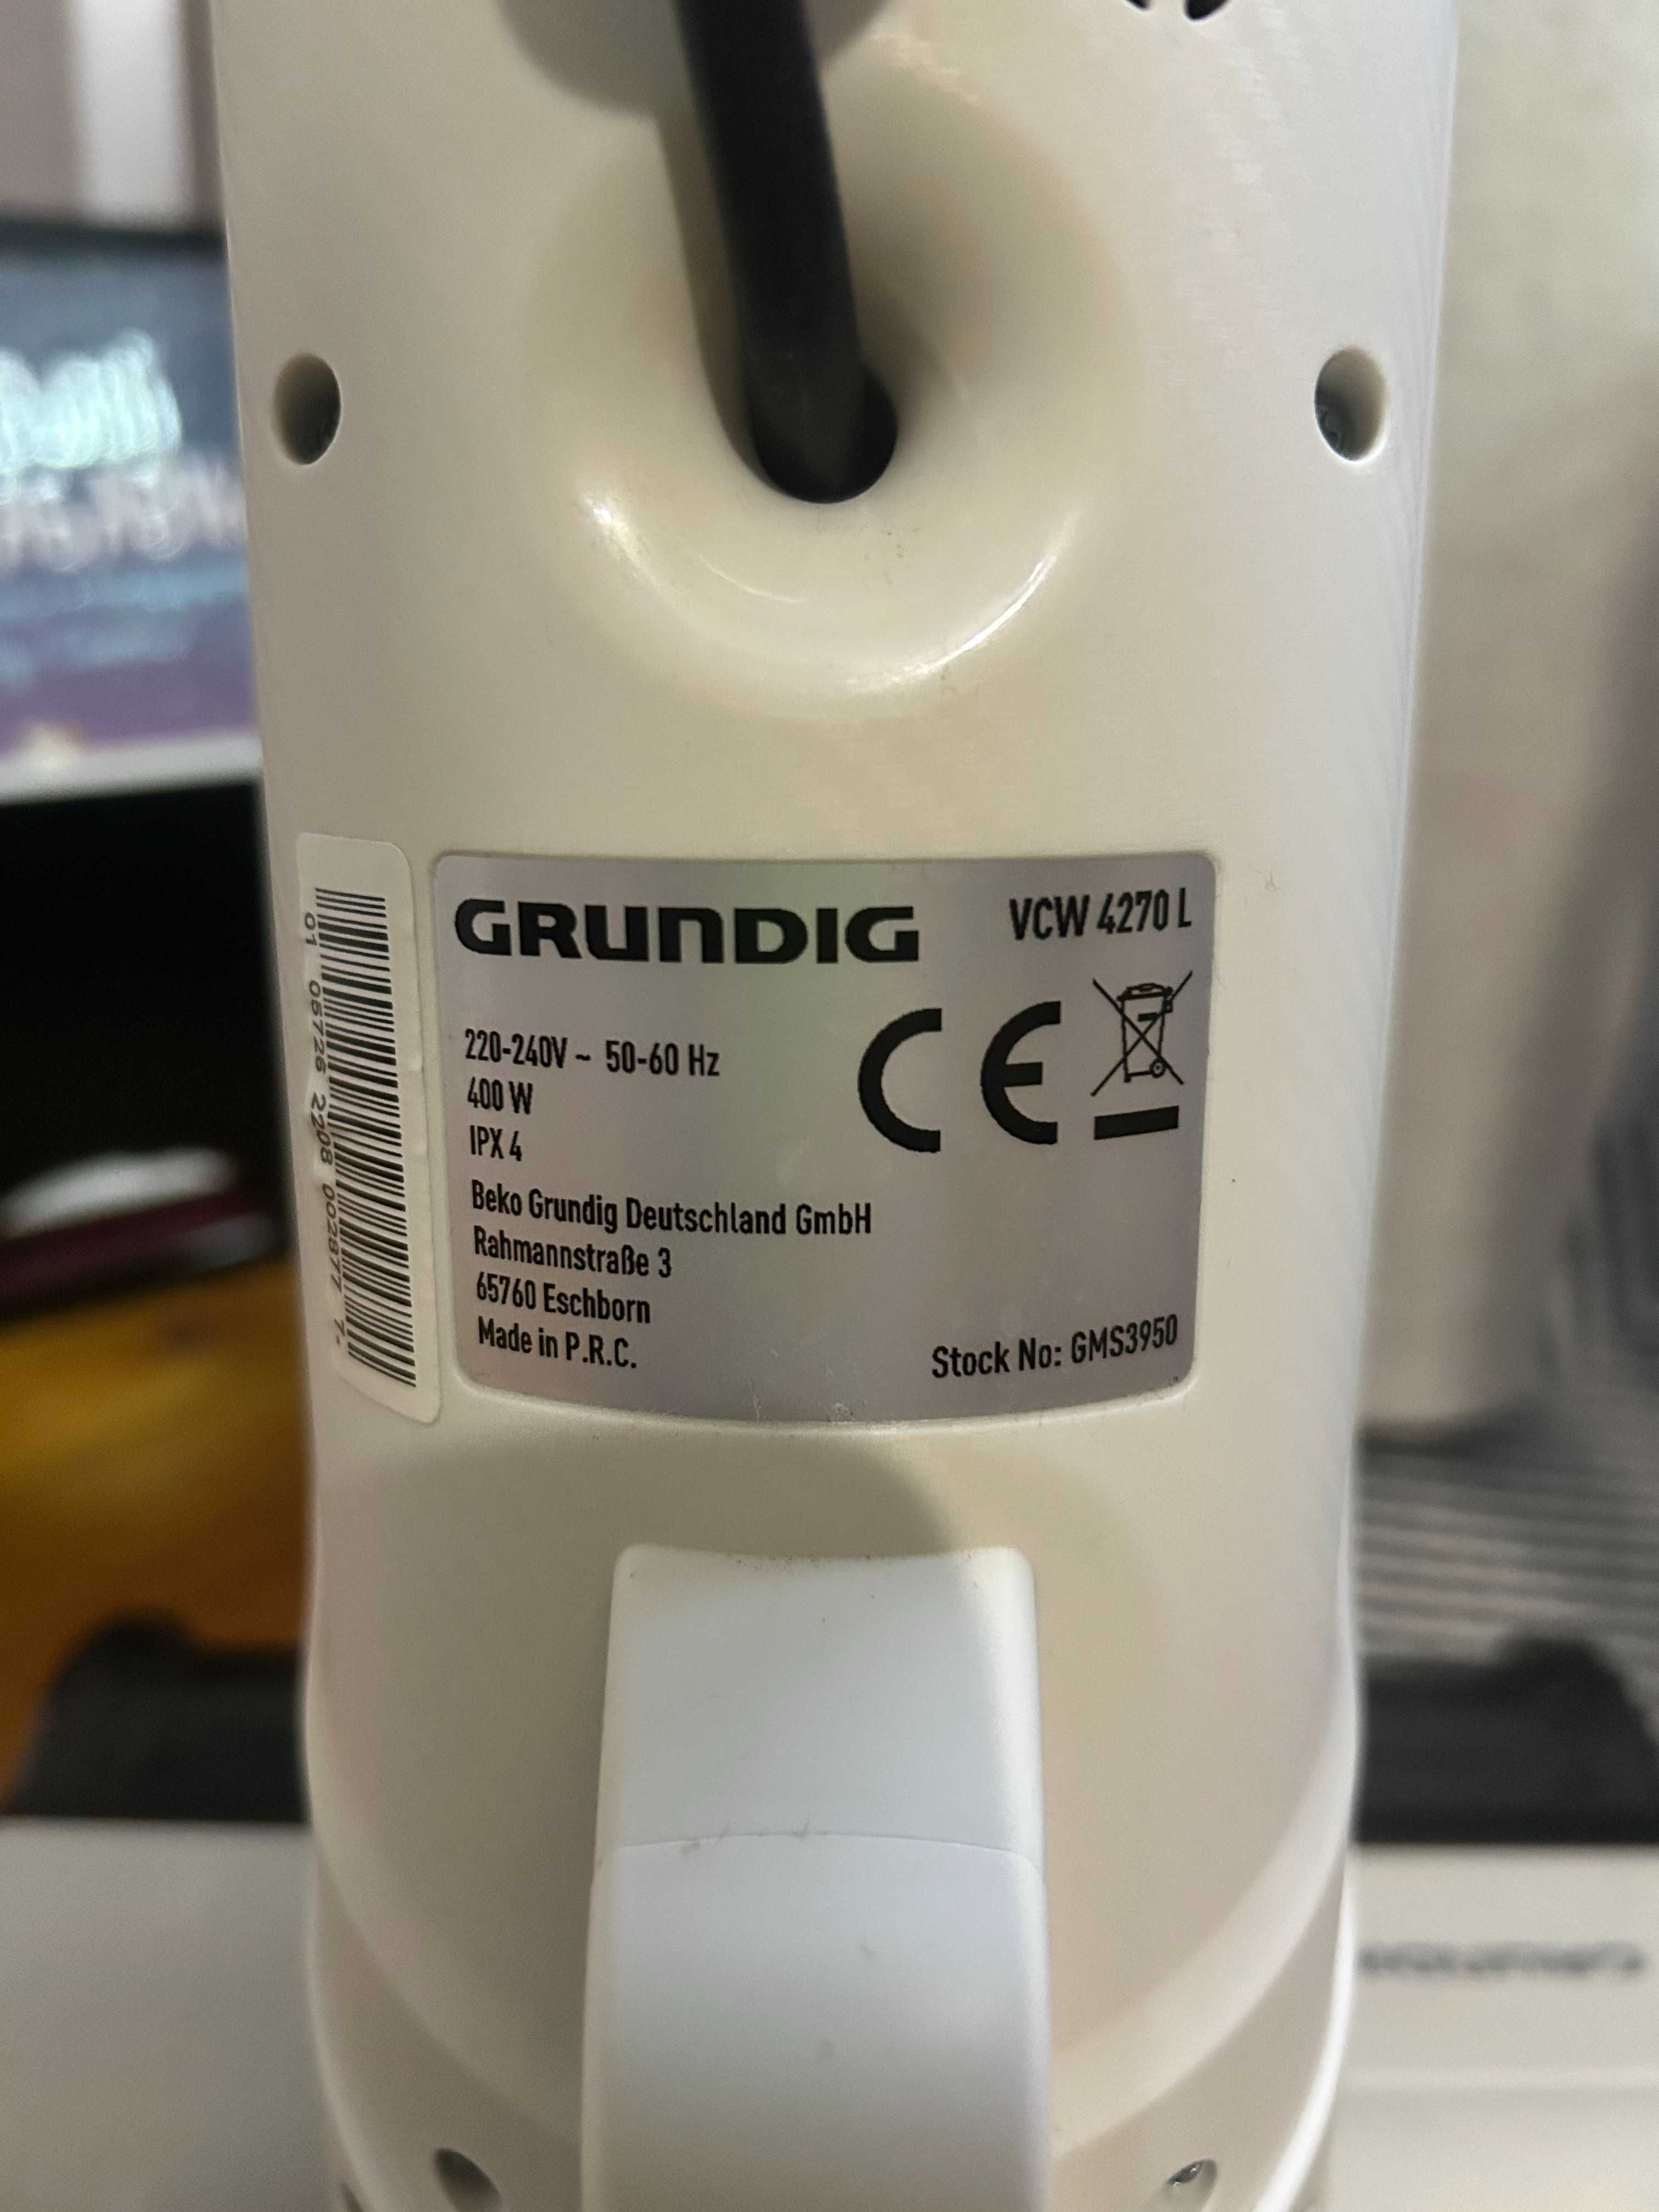 GRUNDIG VCW 4270 L
CE
220-240V ~ 50-60 Hz
400 W
IPX 4
Beko Grundig Deutschland GmbH
Rahmannstraße 3
65760 Eschborn
Made in P.R.C.
Stock No: GMS3950
01 05726 2208 002877 7